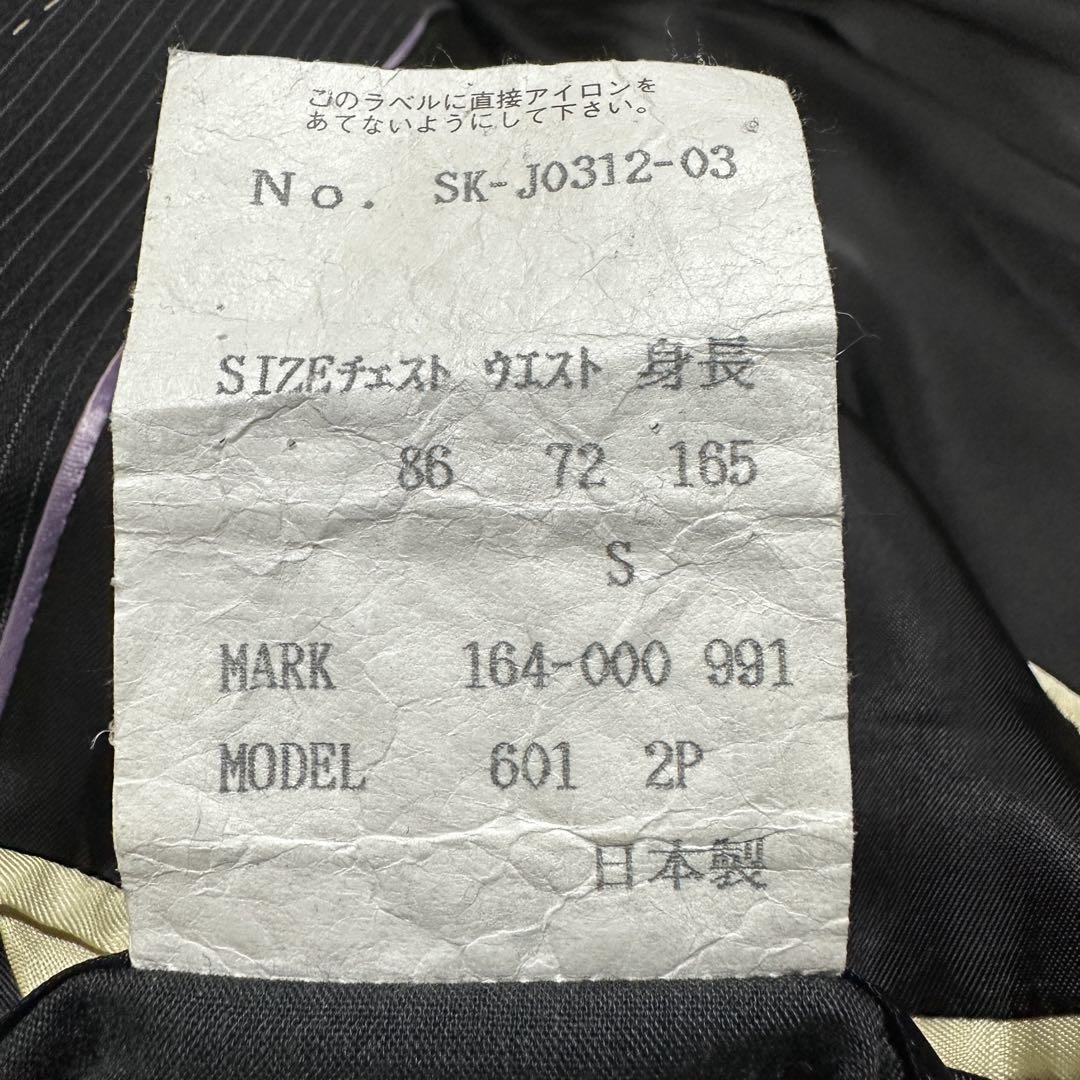 このラベルに直接アイロンを
あてないようにして下さい。
No. SK-J0312-03
SIZEチェスト ウエスト 身長
86 72 165
S
MARK 164-000 991
MODEL 601 2P
日本製